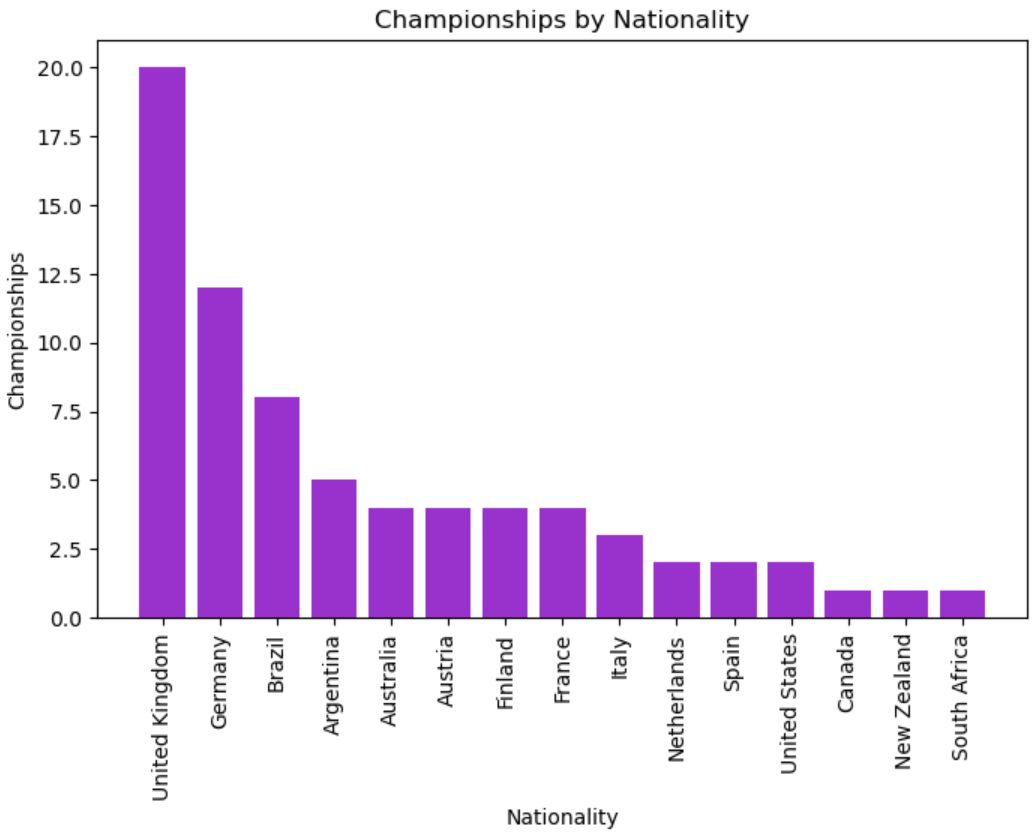 Championships by Nationality
Championships
20.0
17.5
15.0
12.5
10.0
7.5
5.0
2.5
0.0
United Kingdom
Germany
Brazil
Argentina
Australia
Austria
Finland
France
Italy
Netherlands
Spain
United States
Canada
New Zealand
South Africa
Nationality